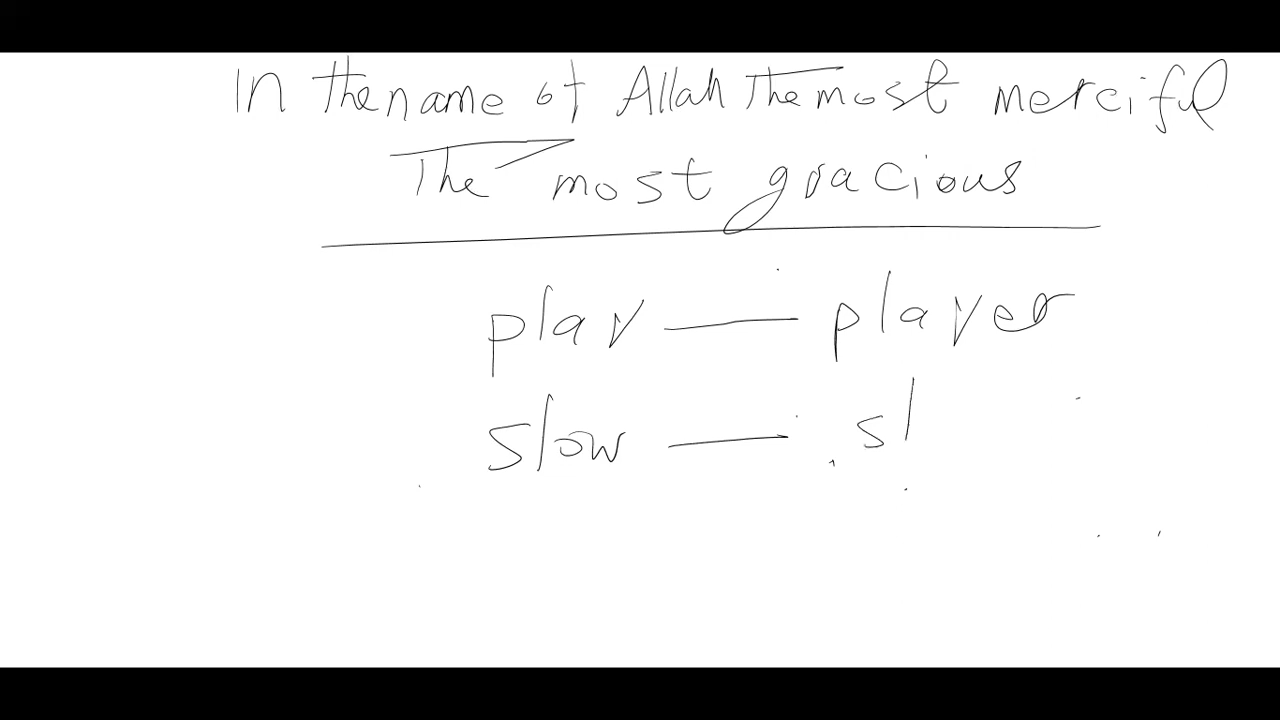 In the name of Allah The most merciful
The most gracious
play — player
slow — sl